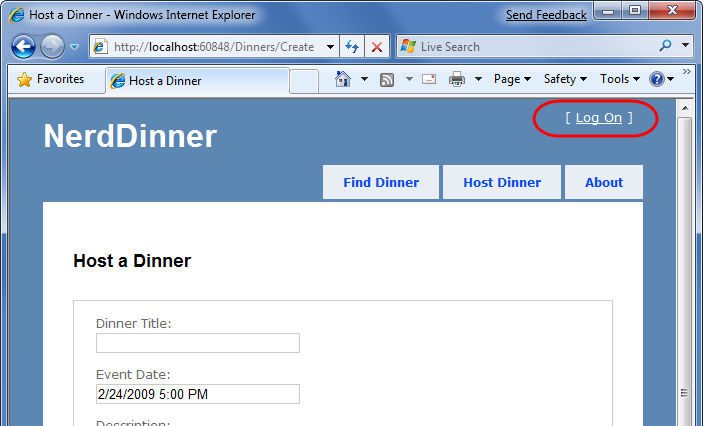 Host a Dinner - Windows Internet Explorer
Send Feedback
http://localhost:60848/Dinners/Create
Live Search
Favorites
Host a Dinner
Page
Safety
Tools
»
[ Log On ]
NerdDinner
Find Dinner
Host Dinner
About
Host a Dinner
Dinner Title:
Event Date:
2/24/2009 5:00 PM
Description: